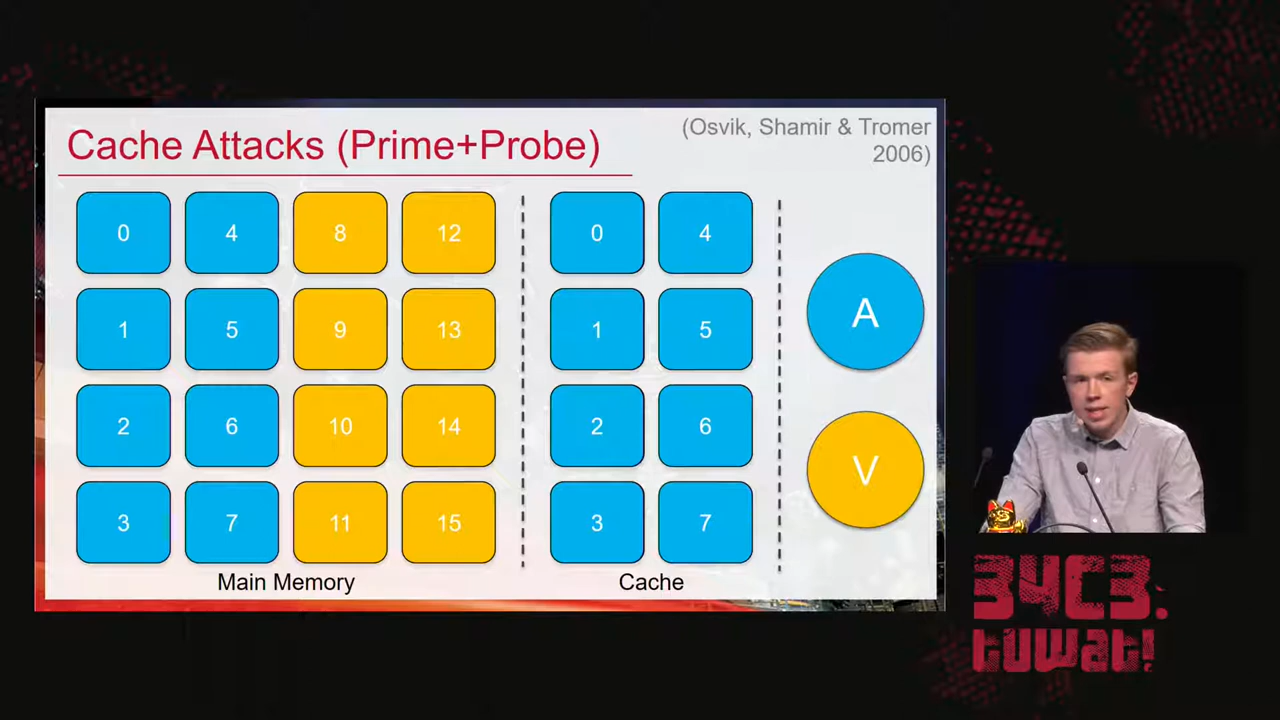 Cache Attacks (Prime+Probe)
(Osvik, Shamir & Tromer
2006)
0 4 8 12 0 4
1 5 9 13 1 5
A
2 6 10 14 2 6
V
3 7 11 15 3 7
Main Memory
Cache
34C3.
tuwat!